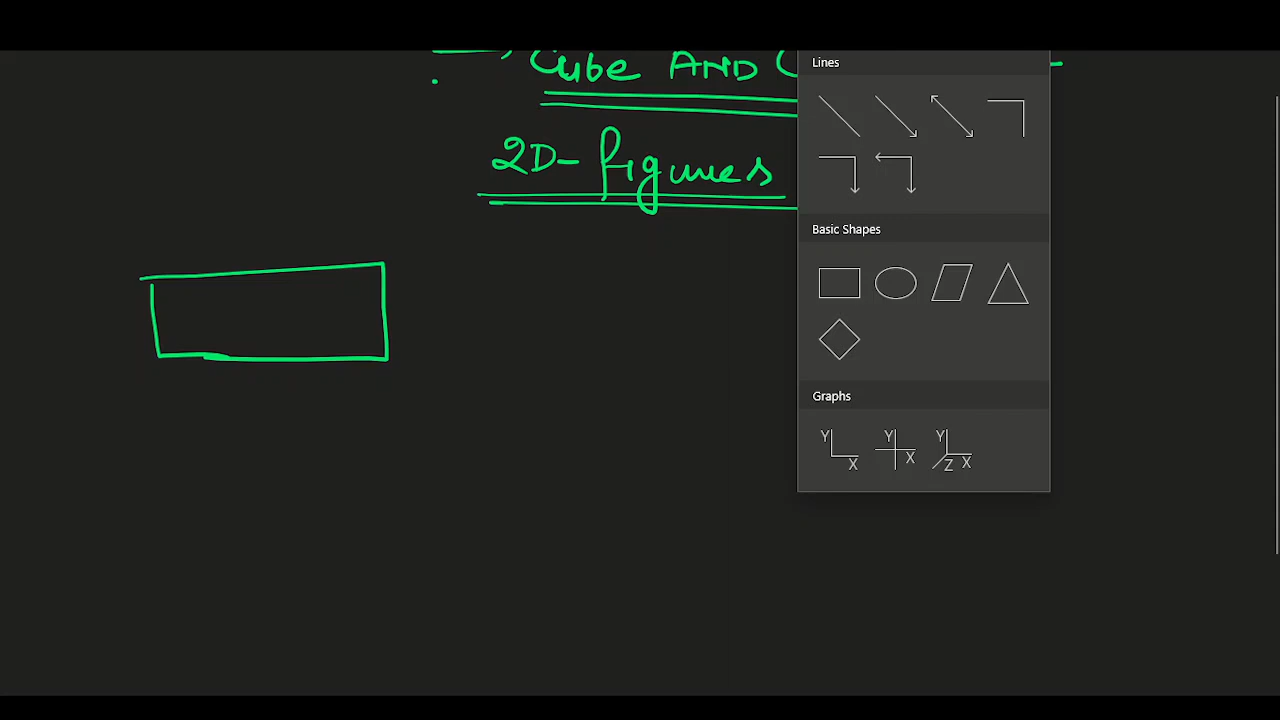 Cube AND
2D- figures
Lines
Basic Shapes
Graphs
Y X Y X Y Z X